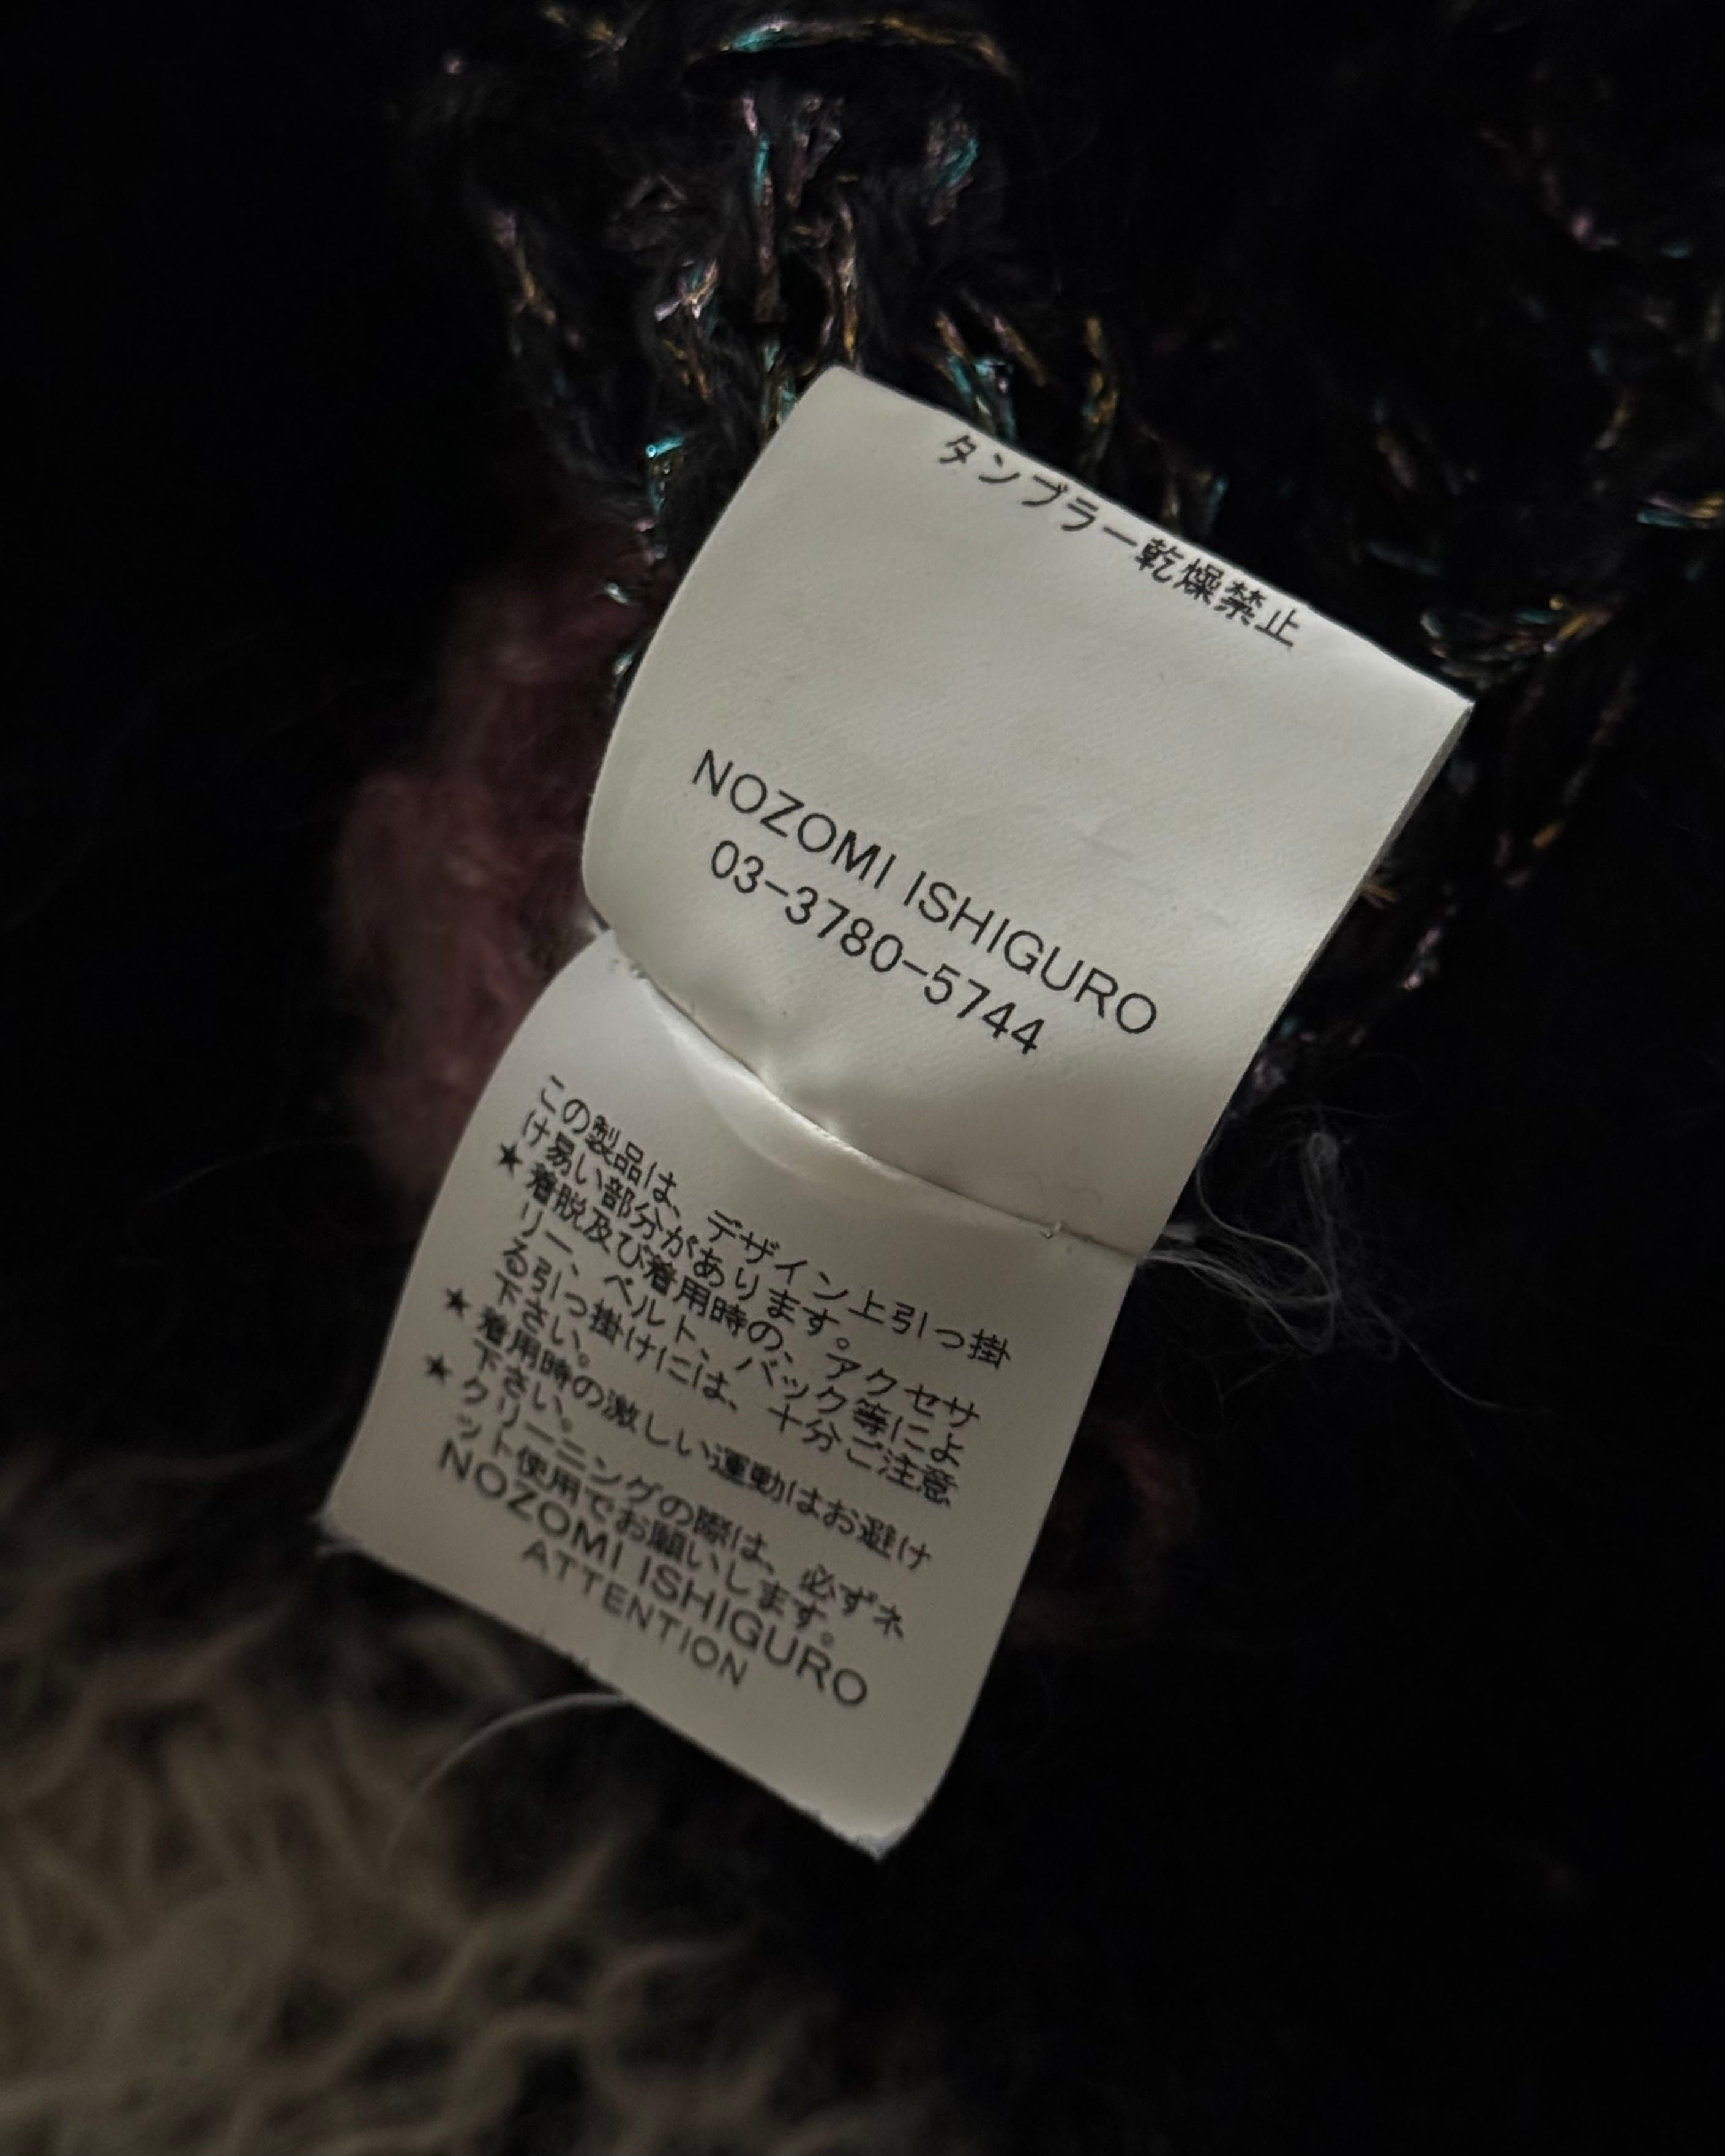 タンブラー乾燥禁止
NOZOMI ISHIGURO
03-3780-5744
この製品は、デザイン上引っ掛
け易い部分があります。
★着脱及び着用時の、アクセサ
リー、ベルト、バック等によ
る引っ掛けには、十分ご注意
下さい。
★着用時の激しい運動はお避け
下さい。
★クリーニングの際は、必ずネ
ット使用でお願いします。
NOZOMI ISHIGURO
ATTENTION